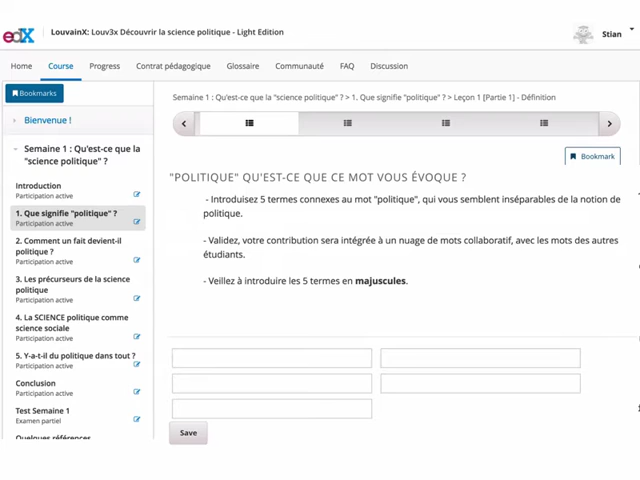 edX
LouvainX: Louv3x Découvrir la science politique - Light Edition
Stian
Home
Course
Progress
Contrat pédagogique
Glossaire
Communauté
FAQ
Discussion
Bookmarks
Bienvenue !
Semaine 1 : Qu'est-ce que la
"science politique" ?
Introduction
Participation active
1. Que signifie "politique" ?
Participation active
2. Comment un fait devient-il
politique ?
Participation active
3. Les précurseurs de la science
politique
Participation active
4. La SCIENCE politique comme
science sociale
Participation active
5. Y-a-t-il du politique dans tout ?
Participation active
Conclusion
Participation active
Test Semaine 1
Examen partiel
Quelques références
Semaine 1 : Qu'est-ce que la "science politique" ? > 1. Que signifie "politique" ? > Leçon 1 [Partie 1] - Définition
Bookmark
"POLITIQUE" QU'EST-CE QUE CE MOT VOUS ÉVOQUE ?
- Introduisez 5 termes connexes au mot "politique", qui vous semblent inséparables de la notion de
politique.
- Validez, votre contribution sera intégrée à un nuage de mots collaboratif, avec les mots des autres
étudiants.
- Veillez à introduire les 5 termes en majuscules.
Save